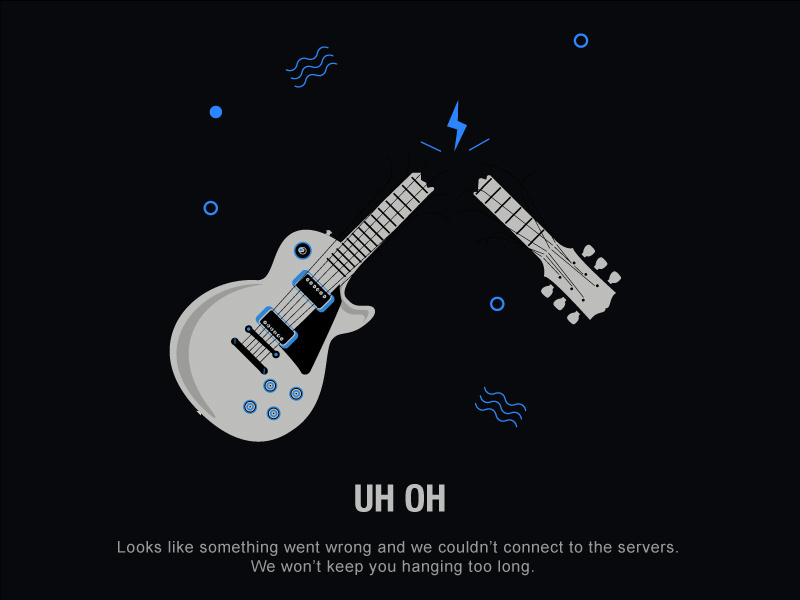 UH OH
Looks like something went wrong and we couldn’t connect to the servers.
We won’t keep you hanging too long.